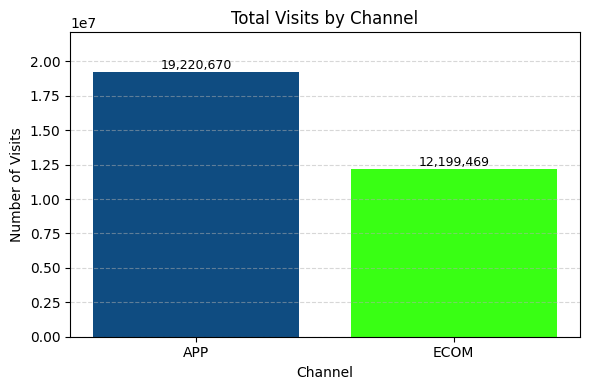 Total Visits by Channel
1e7
2.00
1.75
1.50
1.25
1.00
0.75
0.50
0.25
0.00
Number of Visits
19,220,670
12,199,469
APP
ECOM
Channel